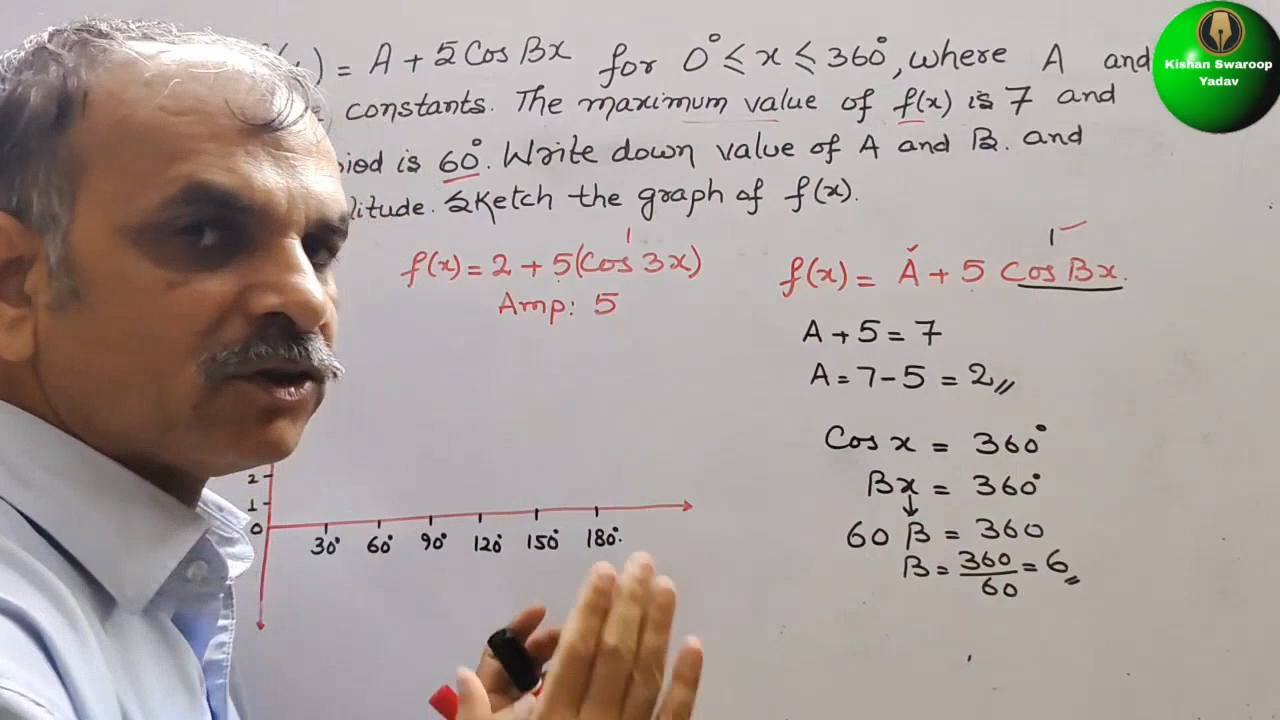 ) = A + 5 Cos Bx for 0° ≤ x ≤ 360°, where A and
constants. The maximum value of f(x) is 7 and
is 60°. Write down value of A and B. and
Sketch the graph of f(x).
Kishan Swaroop
Yadav
1
f(x) = 2 + 5(Cos 3x)
Amp: 5
1
f(x) = A + 5 Cos Bx.
A + 5 = 7
A = 7 - 5 = 2
Cos x = 360°
Bx = 360°
60 B = 360
B = 360/60 = 6
2
1
0
30° 60° 90° 120° 150° 180°.